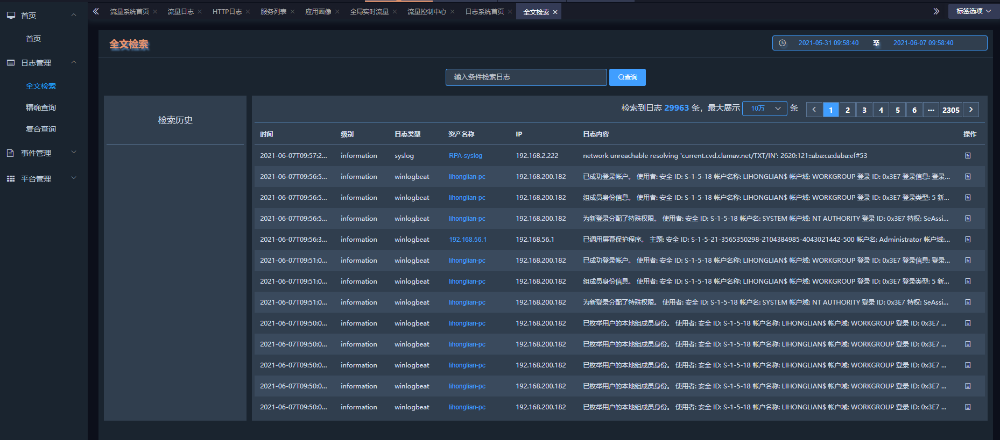 首页
首页
日志管理
全文检索
精确查询
复合查询
事件管理
平台管理
流量系统首页 流量日志 HTTP日志 服务列表 应用画像 全局实时流量 流量控制中心 日志系统首页 全文检索 标签选项
全文检索 2021-05-31 09:58:40 至 2021-06-07 09:58:40
输入条件检索日志 查询
检索历史
检索到日志 29963 条，最大展示 10万 条 1 2 3 4 5 6 ··· 2305
时间 级别 日志类型 资产名称 IP 日志内容 操作
2021-06-07T09:57:2... information syslog RPA-syslog 192.168.2.222 network unreachable resolving 'current.cvd.clamav.net/TXT/IN': 2620:121::aba:ca:daba:ef#53
2021-06-07T09:56:5... information winlogbeat lihonglian-pc 192.168.200.182 已成功登录帐户。 使用者: 安全 ID: S-1-5-18 帐户名称: LIHONGLIAN$ 帐户域: WORKGROUP 登录 ID: 0x3E7 登录信息: 登录...
2021-06-07T09:56:5... information winlogbeat lihonglian-pc 192.168.200.182 组成员身份信息。 使用者: 安全 ID: S-1-5-18 帐户名称: LIHONGLIAN$ 帐户域: WORKGROUP 登录 ID: 0x3E7 登录类型: 5 新...
2021-06-07T09:56:5... information winlogbeat lihonglian-pc 192.168.200.182 为新登录分配了特殊权限。 使用者: 安全 ID: S-1-5-18 帐户名: SYSTEM 帐户域: NT AUTHORITY 登录 ID: 0x3E7 特权: SeAssi...
2021-06-07T09:56:3... information winlogbeat 192.168.56.1 192.168.56.1 已调用屏幕保护程序。 主题: 安全 ID: S-1-5-21-3565350298-2104384985-4043021442-500 帐户名: Administrator 帐户域:...
2021-06-07T09:51:0... information winlogbeat lihonglian-pc 192.168.200.182 已成功登录帐户。 使用者: 安全 ID: S-1-5-18 帐户名称: LIHONGLIAN$ 帐户域: WORKGROUP 登录 ID: 0x3E7 登录信息: 登录...
2021-06-07T09:51:0... information winlogbeat lihonglian-pc 192.168.200.182 组成员身份信息。 使用者: 安全 ID: S-1-5-18 帐户名称: LIHONGLIAN$ 帐户域: WORKGROUP 登录 ID: 0x3E7 登录类型: 5 新...
2021-06-07T09:51:0... information winlogbeat lihonglian-pc 192.168.200.182 为新登录分配了特殊权限。 使用者: 安全 ID: S-1-5-18 帐户名: SYSTEM 帐户域: NT AUTHORITY 登录 ID: 0x3E7 特权: SeAssi...
2021-06-07T09:50:0... information winlogbeat lihonglian-pc 192.168.200.182 已枚举用户的本地组成员身份。 使用者: 安全 ID: S-1-5-18 帐户名称: LIHONGLIAN$ 帐户域: WORKGROUP 登录 ID: 0x3E7 ...
2021-06-07T09:50:0... information winlogbeat lihonglian-pc 192.168.200.182 已枚举用户的本地组成员身份。 使用者: 安全 ID: S-1-5-18 帐户名称: LIHONGLIAN$ 帐户域: WORKGROUP 登录 ID: 0x3E7 ...
2021-06-07T09:50:0... information winlogbeat lihonglian-pc 192.168.200.182 已枚举用户的本地组成员身份。 使用者: 安全 ID: S-1-5-18 帐户名称: LIHONGLIAN$ 帐户域: WORKGROUP 登录 ID: 0x3E7 ...
2021-06-07T09:50:0... information winlogbeat lihonglian-pc 192.168.200.182 已枚举用户的本地组成员身份。 使用者: 安全 ID: S-1-5-18 帐户名称: LIHONGLIAN$ 帐户域: WORKGROUP 登录 ID: 0x3E7 ...
2021-06-07T09:50:0... information winlogbeat lihonglian-pc 192.168.200.182 已枚举用户的本地组成员身份。 使用者: 安全 ID: S-1-5-18 帐户名称: LIHONGLIAN$ 帐户域: WORKGROUP 登录 ID: 0x3E7 ...